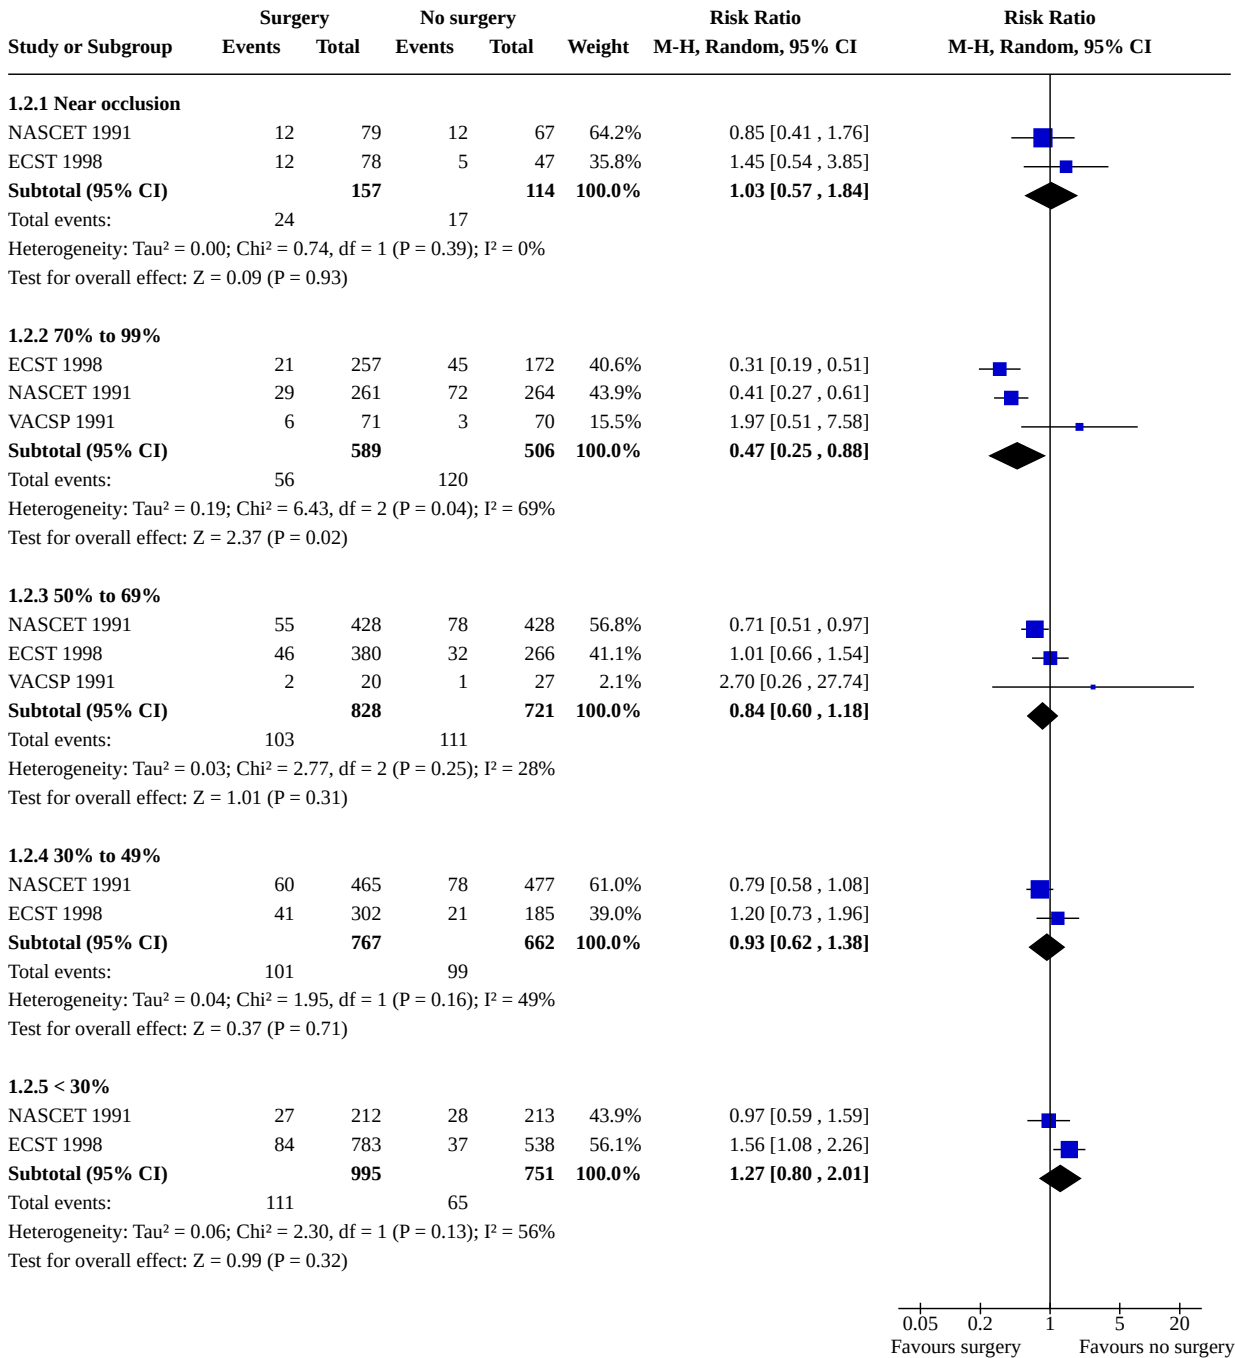 Surgery No surgery Risk Ratio Risk Ratio
Study or Subgroup Events Total Events Total Weight M-H, Random, 95% CI M-H, Random, 95% CI
1.2.1 Near occlusion
NASCET 1991 12 79 12 67 64.2% 0.85 [0.41 , 1.76]
ECST 1998 12 78 5 47 35.8% 1.45 [0.54 , 3.85]
Subtotal (95% CI) 157 114 100.0% 1.03 [0.57 , 1.84]
Total events: 24 17
Heterogeneity: Tau² = 0.00; Chi² = 0.74, df = 1 (P = 0.39); I² = 0%
Test for overall effect: Z = 0.09 (P = 0.93)
1.2.2 70% to 99%
ECST 1998 21 257 45 172 40.6% 0.31 [0.19 , 0.51]
NASCET 1991 29 261 72 264 43.9% 0.41 [0.27 , 0.61]
VACSP 1991 6 71 3 70 15.5% 1.97 [0.51 , 7.58]
Subtotal (95% CI) 589 506 100.0% 0.47 [0.25 , 0.88]
Total events: 56 120
Heterogeneity: Tau² = 0.19; Chi² = 6.43, df = 2 (P = 0.04); I² = 69%
Test for overall effect: Z = 2.37 (P = 0.02)
1.2.3 50% to 69%
NASCET 1991 55 428 78 428 56.8% 0.71 [0.51 , 0.97]
ECST 1998 46 380 32 266 41.1% 1.01 [0.66 , 1.54]
VACSP 1991 2 20 1 27 2.1% 2.70 [0.26 , 27.74]
Subtotal (95% CI) 828 721 100.0% 0.84 [0.60 , 1.18]
Total events: 103 111
Heterogeneity: Tau² = 0.03; Chi² = 2.77, df = 2 (P = 0.25); I² = 28%
Test for overall effect: Z = 1.01 (P = 0.31)
1.2.4 30% to 49%
NASCET 1991 60 465 78 477 61.0% 0.79 [0.58 , 1.08]
ECST 1998 41 302 21 185 39.0% 1.20 [0.73 , 1.96]
Subtotal (95% CI) 767 662 100.0% 0.93 [0.62 , 1.38]
Total events: 101 99
Heterogeneity: Tau² = 0.04; Chi² = 1.95, df = 1 (P = 0.16); I² = 49%
Test for overall effect: Z = 0.37 (P = 0.71)
1.2.5 < 30%
NASCET 1991 27 212 28 213 43.9% 0.97 [0.59 , 1.59]
ECST 1998 84 783 37 538 56.1% 1.56 [1.08 , 2.26]
Subtotal (95% CI) 995 751 100.0% 1.27 [0.80 , 2.01]
Total events: 111 65
Heterogeneity: Tau² = 0.06; Chi² = 2.30, df = 1 (P = 0.13); I² = 56%
Test for overall effect: Z = 0.99 (P = 0.32)
0.05 0.2 1 5 20
Favours surgery Favours no surgery